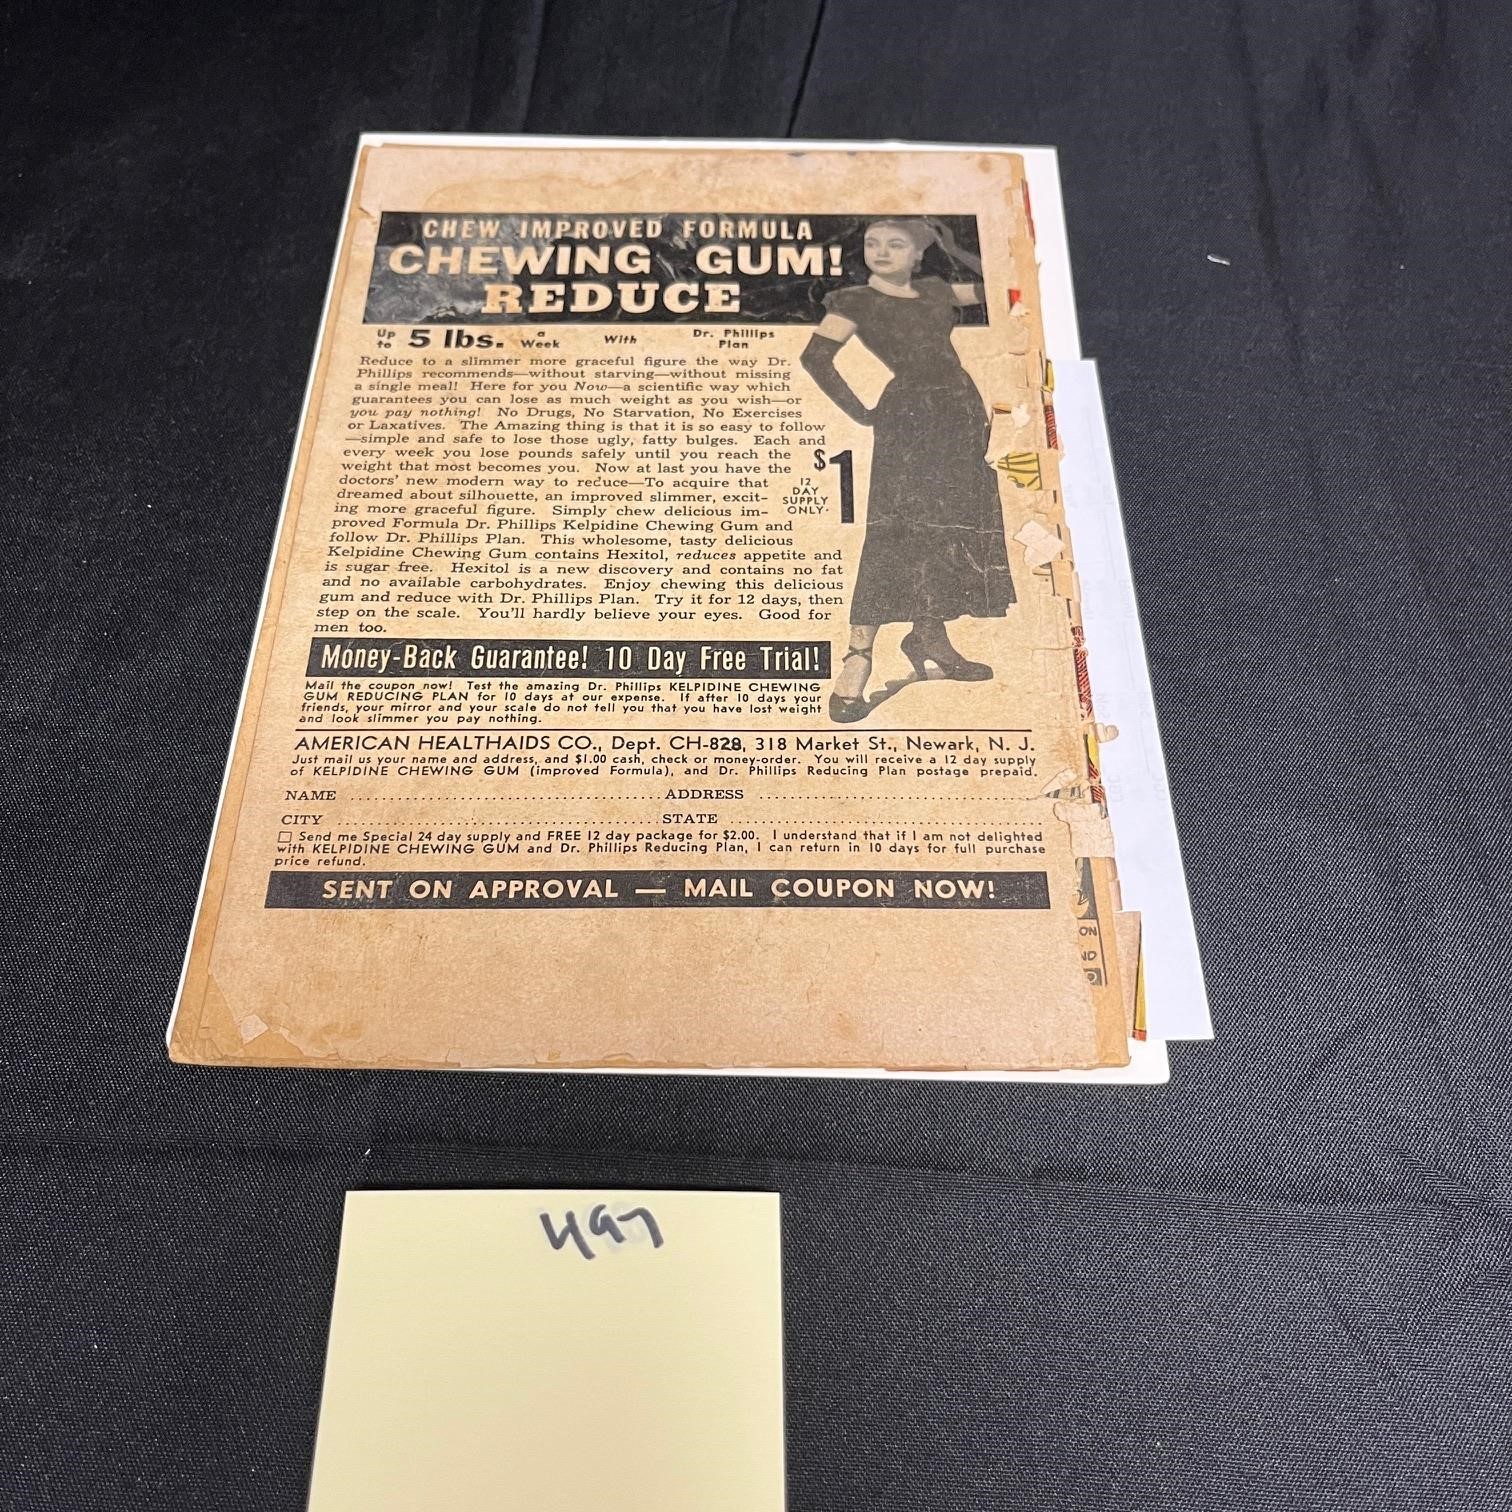 CHEW IMPROVED FORMULA
CHEWING GUM!
REDUCE
Up to 5 lbs. a Week With Dr. Phillips Plan
Reduce to a slimmer more graceful figure the way Dr.
Phillips recommends—without starving—without missing
a single meal! Here for you Now—a scientific way which
guarantees you can lose as much weight as you wish—or
you pay nothing! No Drugs, No Starvation, No Exercises
or Laxatives. The Amazing thing is that it is so easy to follow
—simple and safe to lose those ugly, fatty bulges. Each and
every week you lose pounds safely until you reach the
weight that most becomes you. Now at last you have the
doctors' new modern way to reduce—To acquire that
dreamed about silhouette, an improved slimmer, excit-
ing more graceful figure. Simply chew delicious im-
proved Formula Dr. Phillips Kelpidine Chewing Gum and
follow Dr. Phillips Plan. This wholesome, tasty delicious
Kelpidine Chewing Gum contains Hexitol, reduces appetite and
is sugar free. Hexitol is a new discovery and contains no fat
and no available carbohydrates. Enjoy chewing this delicious
gum and reduce with Dr. Phillips Plan. Try it for 12 days, then
step on the scale. You'll hardly believe your eyes. Good for
men too.
$1
12
DAY
SUPPLY
ONLY·
Money-Back Guarantee! 10 Day Free Trial!
Mail the coupon now! Test the amazing Dr. Phillips KELPIDINE CHEWING
GUM REDUCING PLAN for 10 days at our expense. If after 10 days your
friends, your mirror and your scale do not tell you that you have lost weight
and look slimmer you pay nothing.
AMERICAN HEALTHAIDS CO., Dept. CH-828, 318 Market St., Newark, N. J.
Just mail us your name and address, and $1.00 cash, check or money-order. You will receive a 12 day supply
of KELPIDINE CHEWING GUM (improved Formula), and Dr. Phillips Reducing Plan postage prepaid.
NAME ........................................ ADDRESS ........................................
CITY ........................................ STATE ........................................
☐ Send me Special 24 day supply and FREE 12 day package for $2.00. I understand that if I am not delighted
with KELPIDINE CHEWING GUM and Dr. Phillips Reducing Plan, I can return in 10 days for full purchase
price refund.
SENT ON APPROVAL — MAIL COUPON NOW!
ON
ND
497